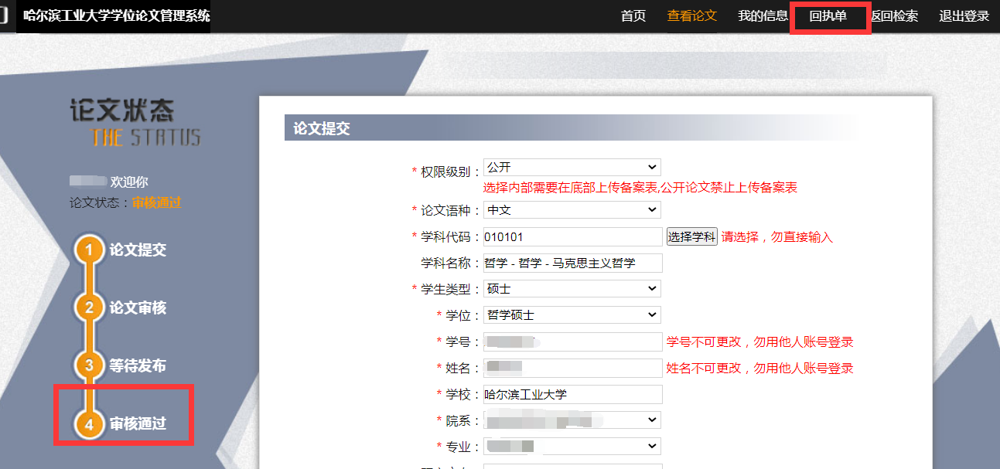 哈尔滨工业大学学位论文管理系统
首页 查看论文 我的信息 回执单 返回检索 退出登录
论文状态
THE STATUS
欢迎你
论文状态：审核通过
1 论文提交
2 论文审核
3 等待发布
4 审核通过
论文提交
* 权限级别： 公开
选择内部需要在底部上传备案表,公开论文禁止上传备案表
* 论文语种： 中文
* 学科代码： 010101 选择学科 请选择，勿直接输入
学科名称： 哲学 - 哲学 - 马克思主义哲学
* 学生类型： 硕士
* 学位： 哲学硕士
* 学号： 学号不可更改，勿用他人账号登录
* 姓名： 姓名不可更改，勿用他人账号登录
* 学校： 哈尔滨工业大学
* 院系：
* 专业：